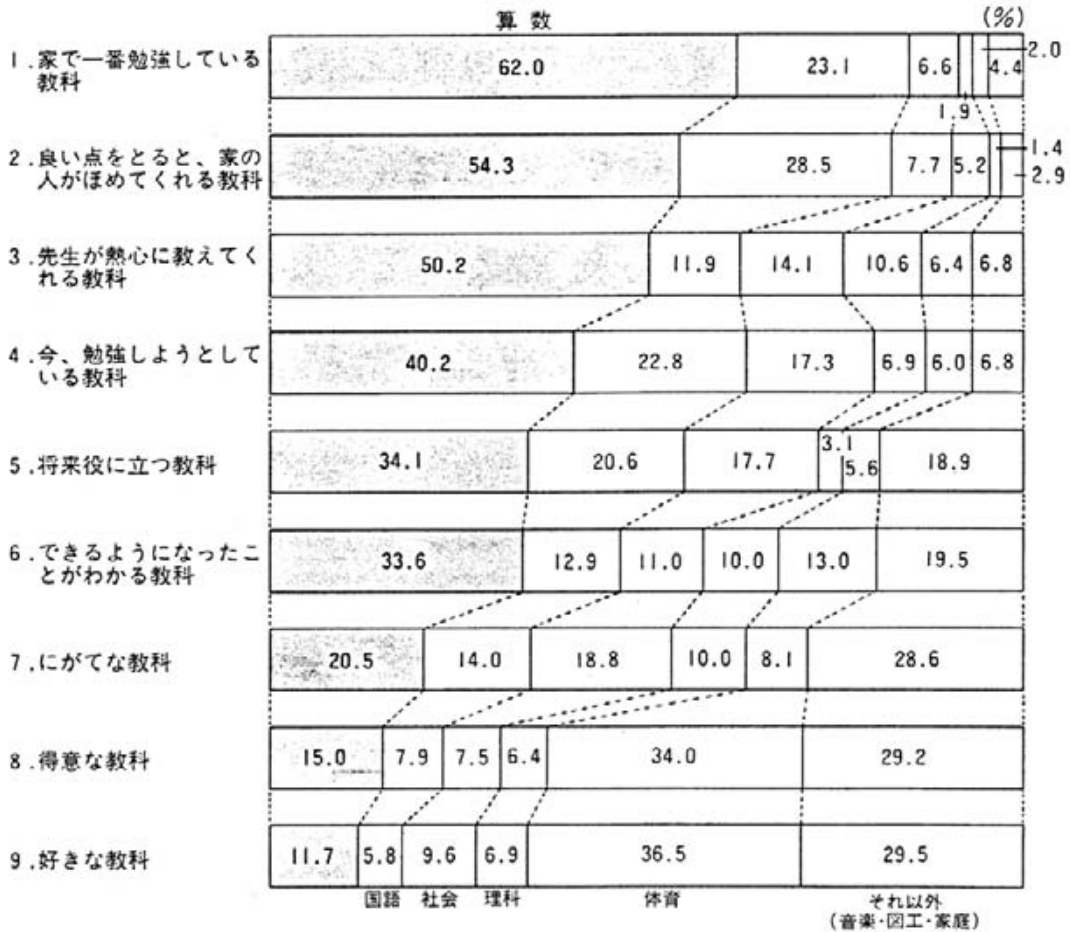 算数
(%)
1.家で一番勉強している
教科
62.0 23.1 6.6 1.9 2.0 4.4
2.良い点をとると、家の
人がほめてくれる教科
54.3 28.5 7.7 5.2 1.4 2.9
3.先生が熱心に教えてく
れる教科
50.2 11.9 14.1 10.6 6.4 6.8
4.今、勉強しようとして
いる教科
40.2 22.8 17.3 6.9 6.0 6.8
5.将来役に立つ教科
34.1 20.6 17.7 3.1 5.6 18.9
6.できるようになったこ
とがわかる教科
33.6 12.9 11.0 10.0 13.0 19.5
7.にがてな教科
20.5 14.0 18.8 10.0 8.1 28.6
8.得意な教科
15.0 7.9 7.5 6.4 34.0 29.2
9.好きな教科
11.7 5.8 9.6 6.9 36.5 29.5
国語 社会 理科 体育 それ以外
(音楽・図工・家庭)